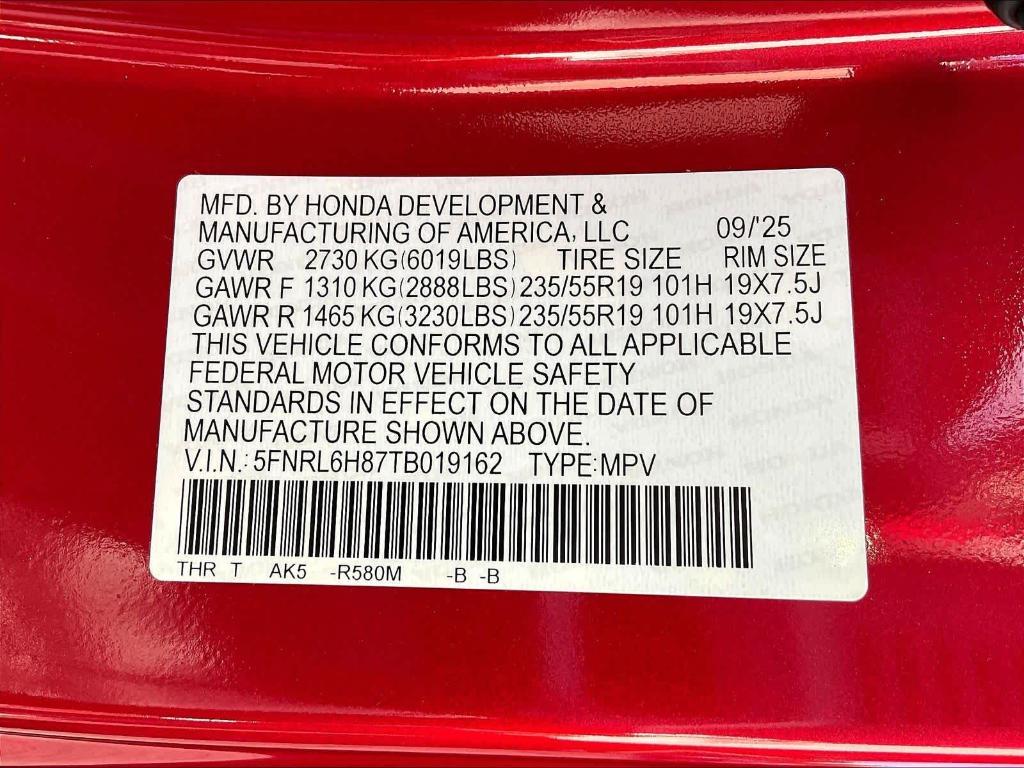 MFD. BY HONDA DEVELOPMENT &
MANUFACTURING OF AMERICA, LLC 09/'25
GVWR 2730 KG(6019LBS) TIRE SIZE RIM SIZE
GAWR F 1310 KG(2888LBS) 235/55R19 101H 19X7.5J
GAWR R 1465 KG(3230LBS) 235/55R19 101H 19X7.5J
THIS VEHICLE CONFORMS TO ALL APPLICABLE
FEDERAL MOTOR VEHICLE SAFETY
STANDARDS IN EFFECT ON THE DATE OF
MANUFACTURE SHOWN ABOVE.
V.I.N.: 5FNRL6H87TB019162 TYPE:MPV
THR T AK5 -R580M -B -B